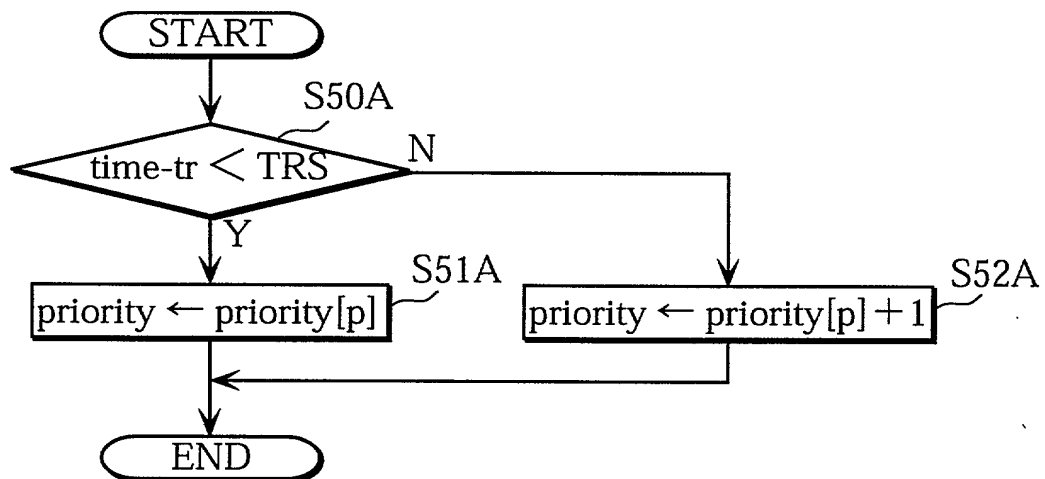 START
S50A
time-tr < TRS
N
Y
S51A
priority ← priority[p]
S52A
priority ← priority[p]+1
END